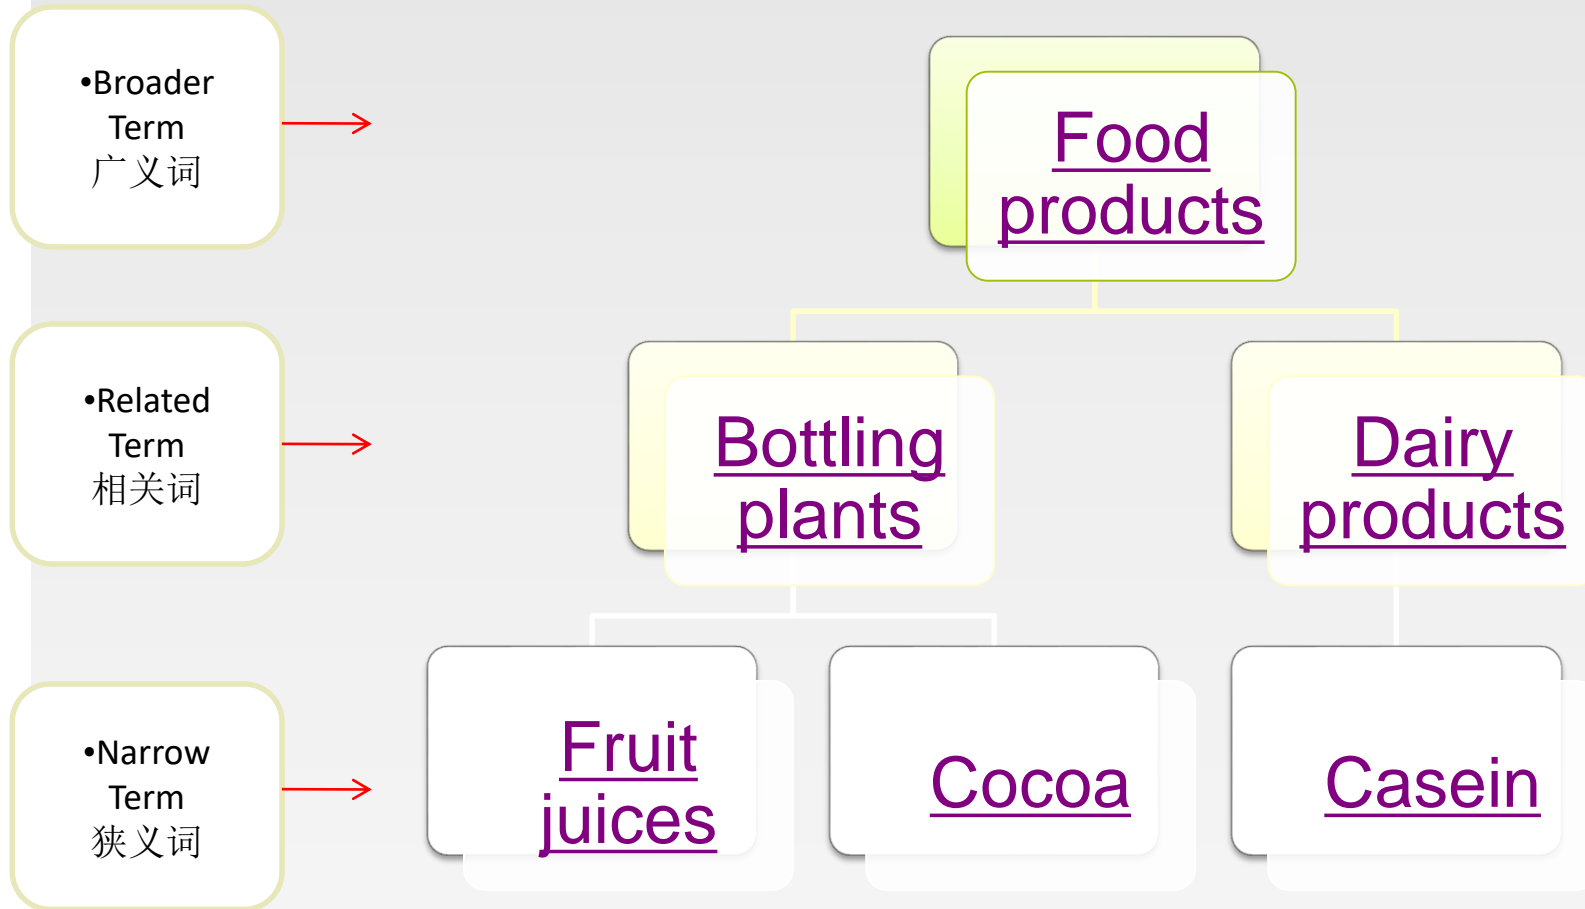 •Broader
Term
广义词
Food
products
•Related
Term
相关词
Bottling
plants
Dairy
products
•Narrow
Term
狭义词
Fruit
juices
Cocoa
Casein